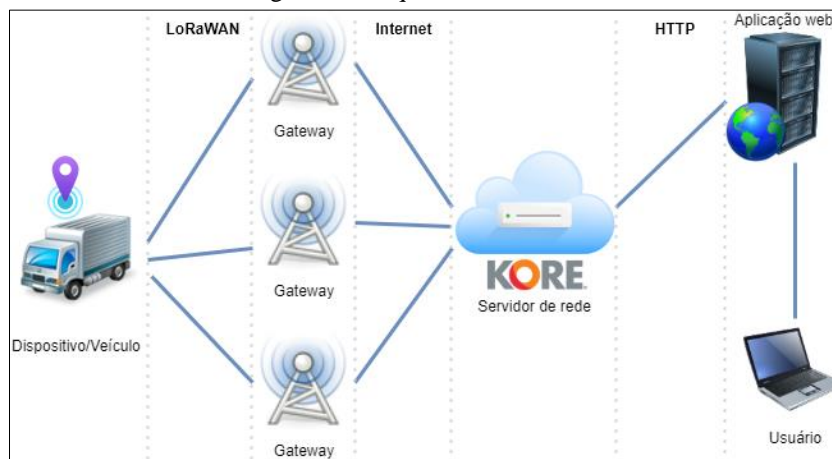 LoRaWAN
Internet
HTTP
Aplicação web
Gateway
Gateway
Gateway
KORE
Servidor de rede
Dispositivo/Veículo
Usuário